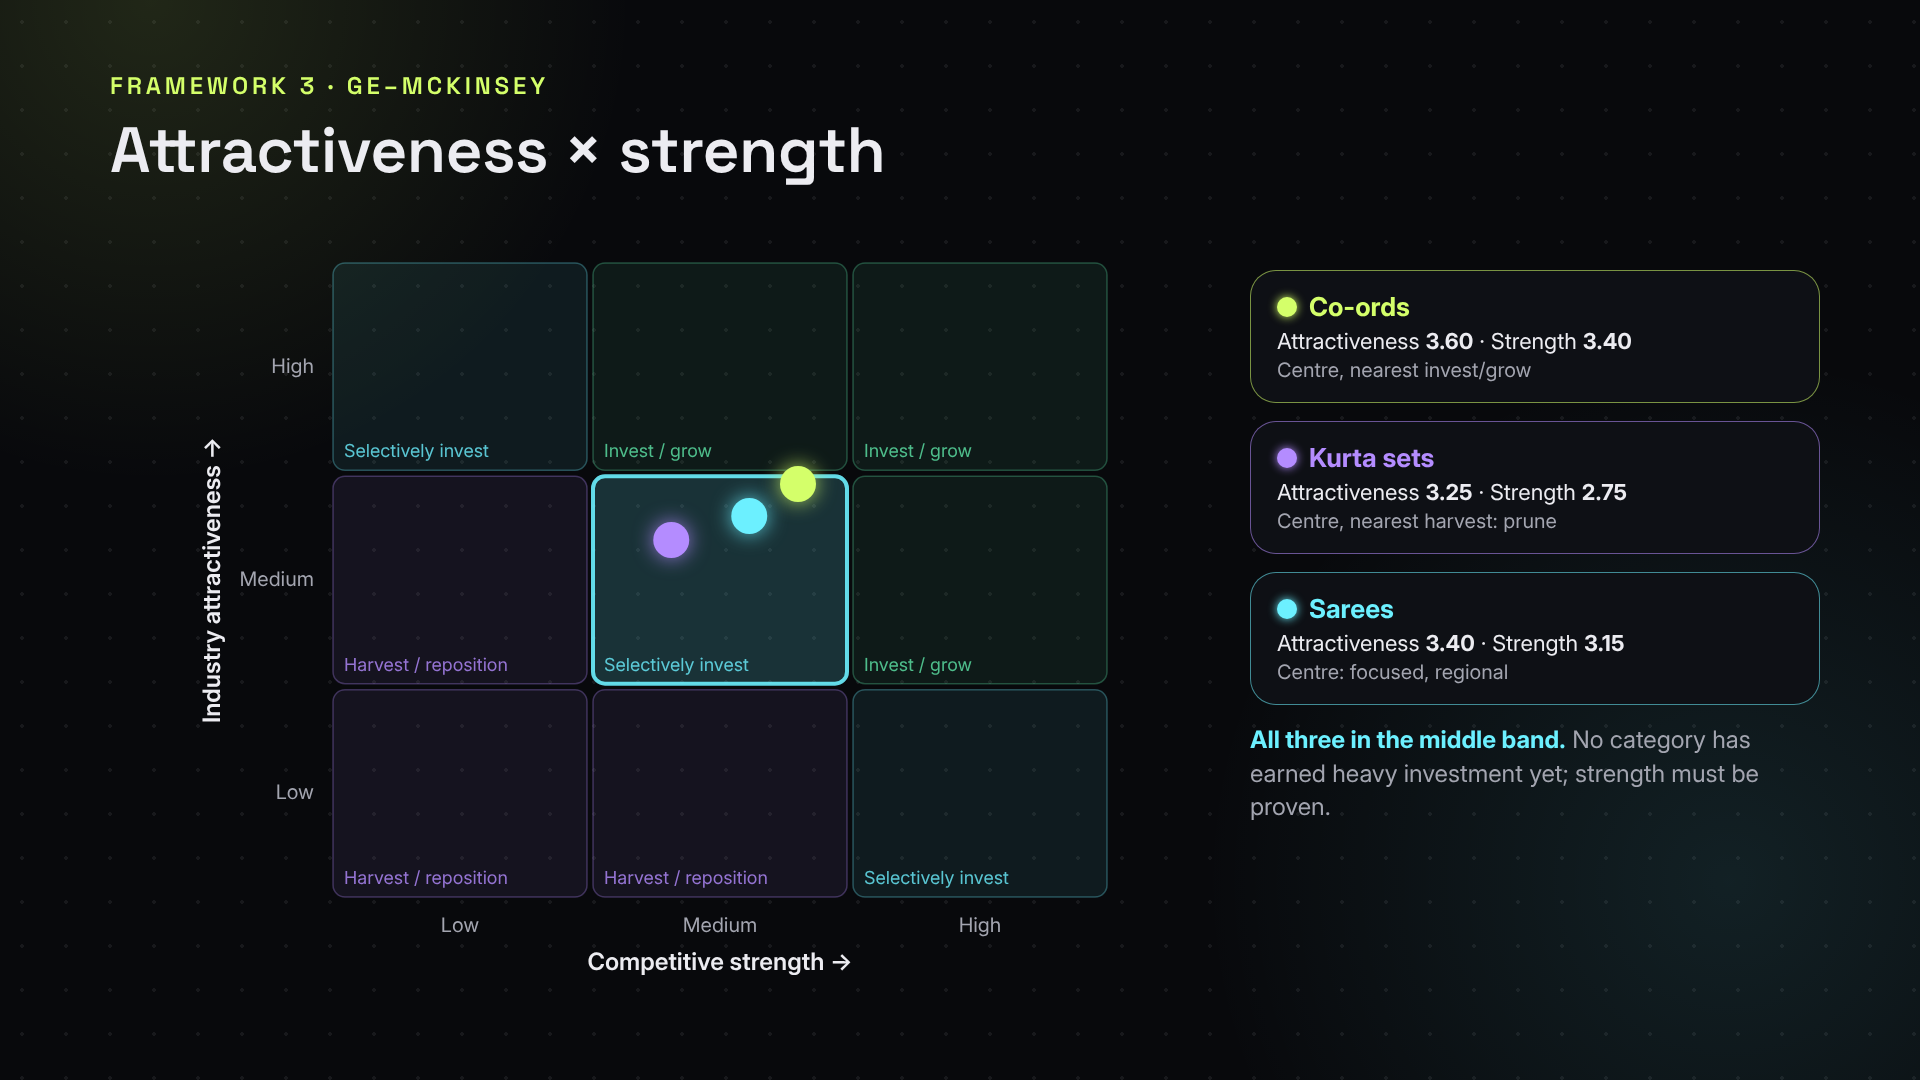 FRAMEWORK 3 · GE–MCKINSEY
Attractiveness × strength
Industry attractiveness →
High
Medium
Low
Selectively invest
Invest / grow
Invest / grow
Harvest / reposition
Selectively invest
Invest / grow
Harvest / reposition
Harvest / reposition
Selectively invest
Low
Medium
High
Competitive strength →
Co-ords
Attractiveness 3.60 · Strength 3.40
Centre, nearest invest/grow
Kurta sets
Attractiveness 3.25 · Strength 2.75
Centre, nearest harvest: prune
Sarees
Attractiveness 3.40 · Strength 3.15
Centre: focused, regional
All three in the middle band. No category has
earned heavy investment yet; strength must be
proven.